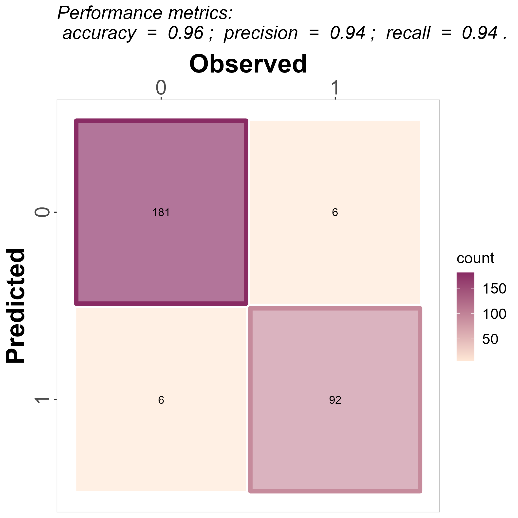 Performance metrics:
accuracy = 0.96 ; precision = 0.94 ; recall = 0.94 .
Observed
0 1
Predicted
0
181 6
1
6 92
count
150
100
50